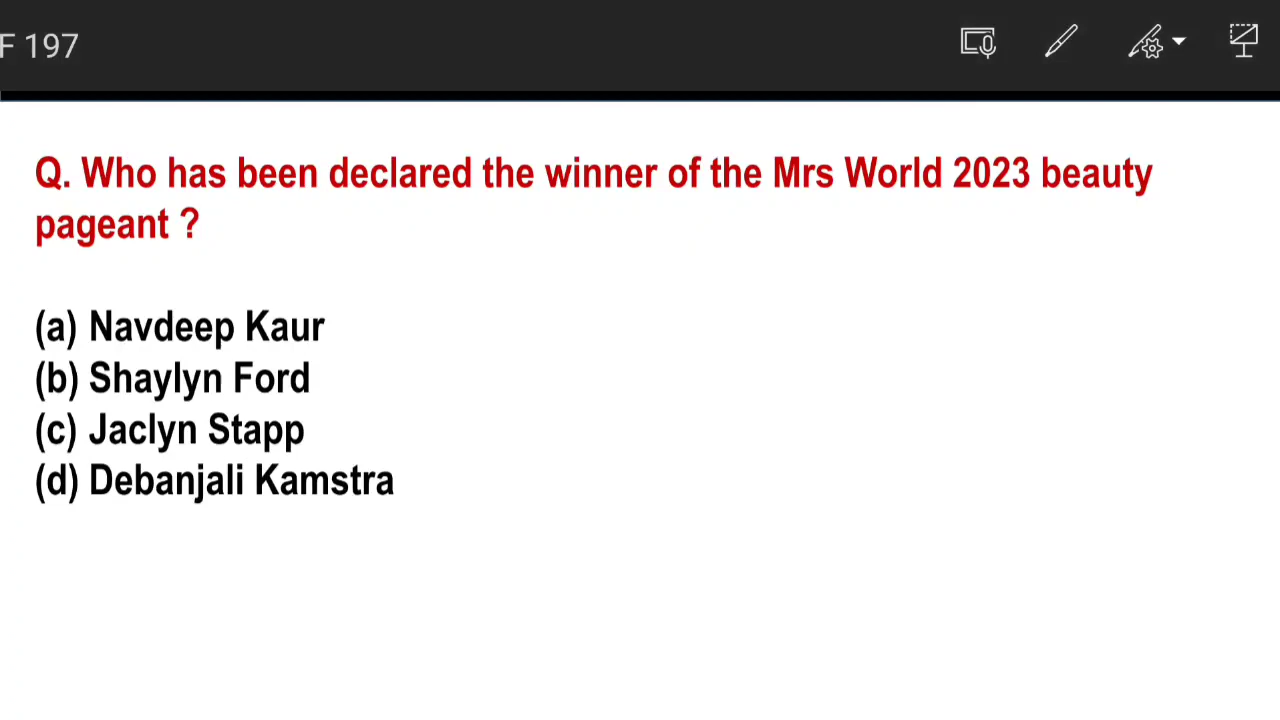 F 197
Q. Who has been declared the winner of the Mrs World 2023 beauty
pageant ?
(a) Navdeep Kaur
(b) Shaylyn Ford
(c) Jaclyn Stapp
(d) Debanjali Kamstra